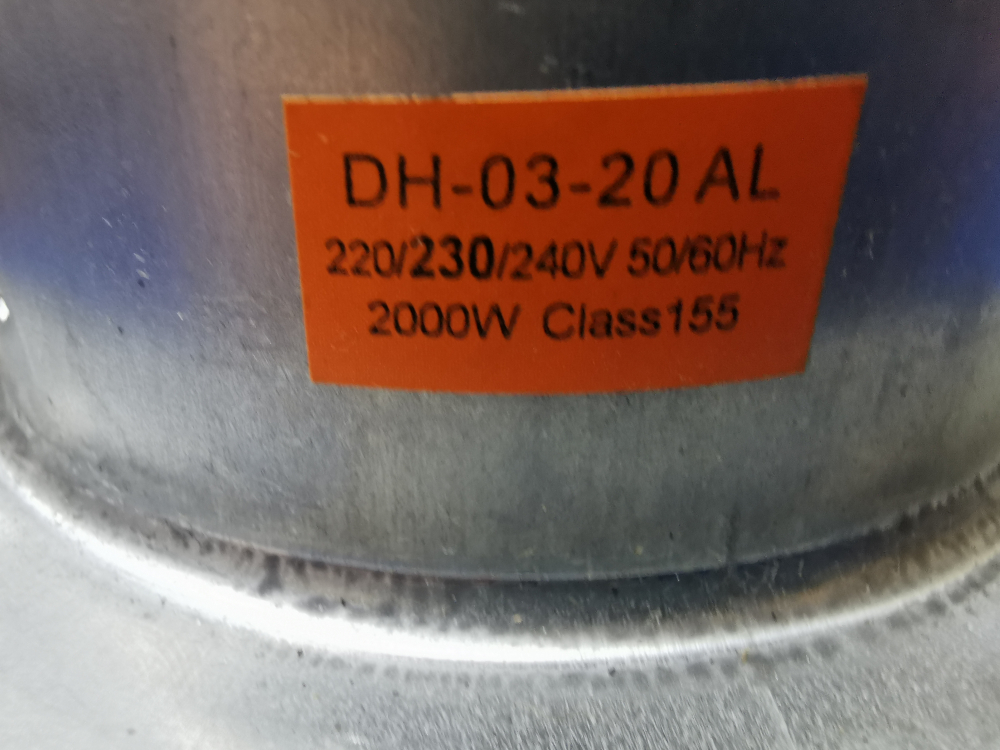 DH-03-20 AL
220/230/240V 50/60Hz
2000W Class155